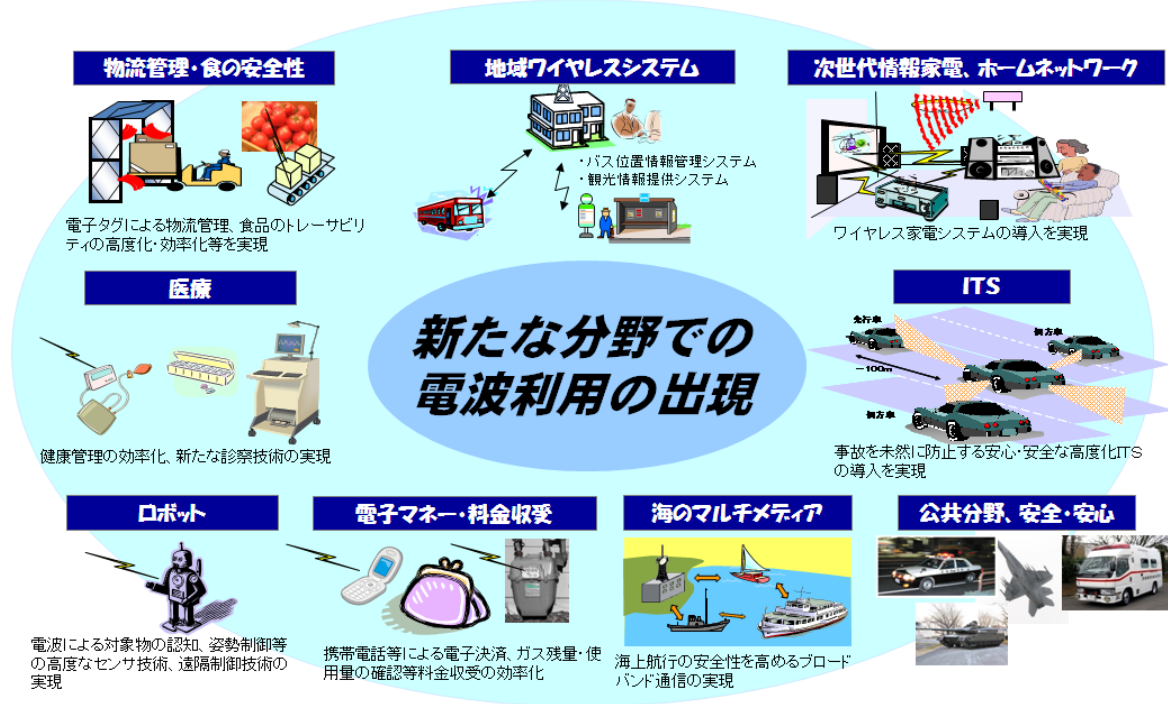 物流管理・食の安全性
電子タグによる物流管理、食品のトレーサビリ
ティの高度化・効率化等を実現
地域ワイヤレスシステム
・バス位置情報管理システム
・観光情報提供システム
次世代情報家電、ホームネットワーク
ワイヤレス家電システムの導入を実現
医療
健康管理の効率化、新たな診察技術の実現
新たな分野での
電波利用の出現
ITS
先行車
側方車
~100m
側方車
事故を未然に防止する安心・安全な高度化ITS
の導入を実現
ロボット
電波による対象物の認知、姿勢制御等
の高度なセンサ技術、遠隔制御技術の
実現
電子マネー・料金収受
携帯電話等による電子決済、ガス残量・使
用量の確認等料金収受の効率化
海のマルチメディア
海上航行の安全性を高めるブロード
バンド通信の実現
公共分野、安全・安心